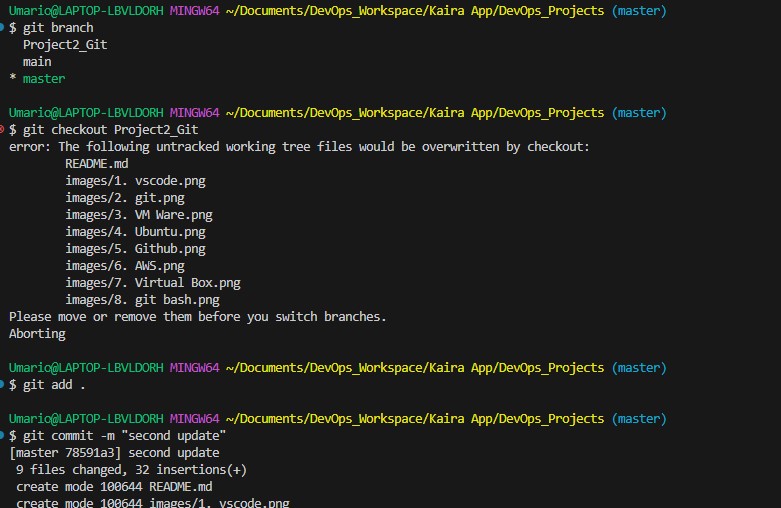 Umario@LAPTOP-LBVLDORH MINGW64 ~/Documents/DevOps_Workspace/Kaira App/DevOps_Projects (master)
$ git branch
  Project2_Git
  main
* master
Umario@LAPTOP-LBVLDORH MINGW64 ~/Documents/DevOps_Workspace/Kaira App/DevOps_Projects (master)
$ git checkout Project2_Git
error: The following untracked working tree files would be overwritten by checkout:
        README.md
        images/1. vscode.png
        images/2. git.png
        images/3. VM Ware.png
        images/4. Ubuntu.png
        images/5. Github.png
        images/6. AWS.png
        images/7. Virtual Box.png
        images/8. git bash.png
Please move or remove them before you switch branches.
Aborting
Umario@LAPTOP-LBVLDORH MINGW64 ~/Documents/DevOps_Workspace/Kaira App/DevOps_Projects (master)
$ git add .
Umario@LAPTOP-LBVLDORH MINGW64 ~/Documents/DevOps_Workspace/Kaira App/DevOps_Projects (master)
$ git commit -m "second update"
[master 78591a3] second update
 9 files changed, 32 insertions(+)
 create mode 100644 README.md
 create mode 100644 images/1. vscode.png